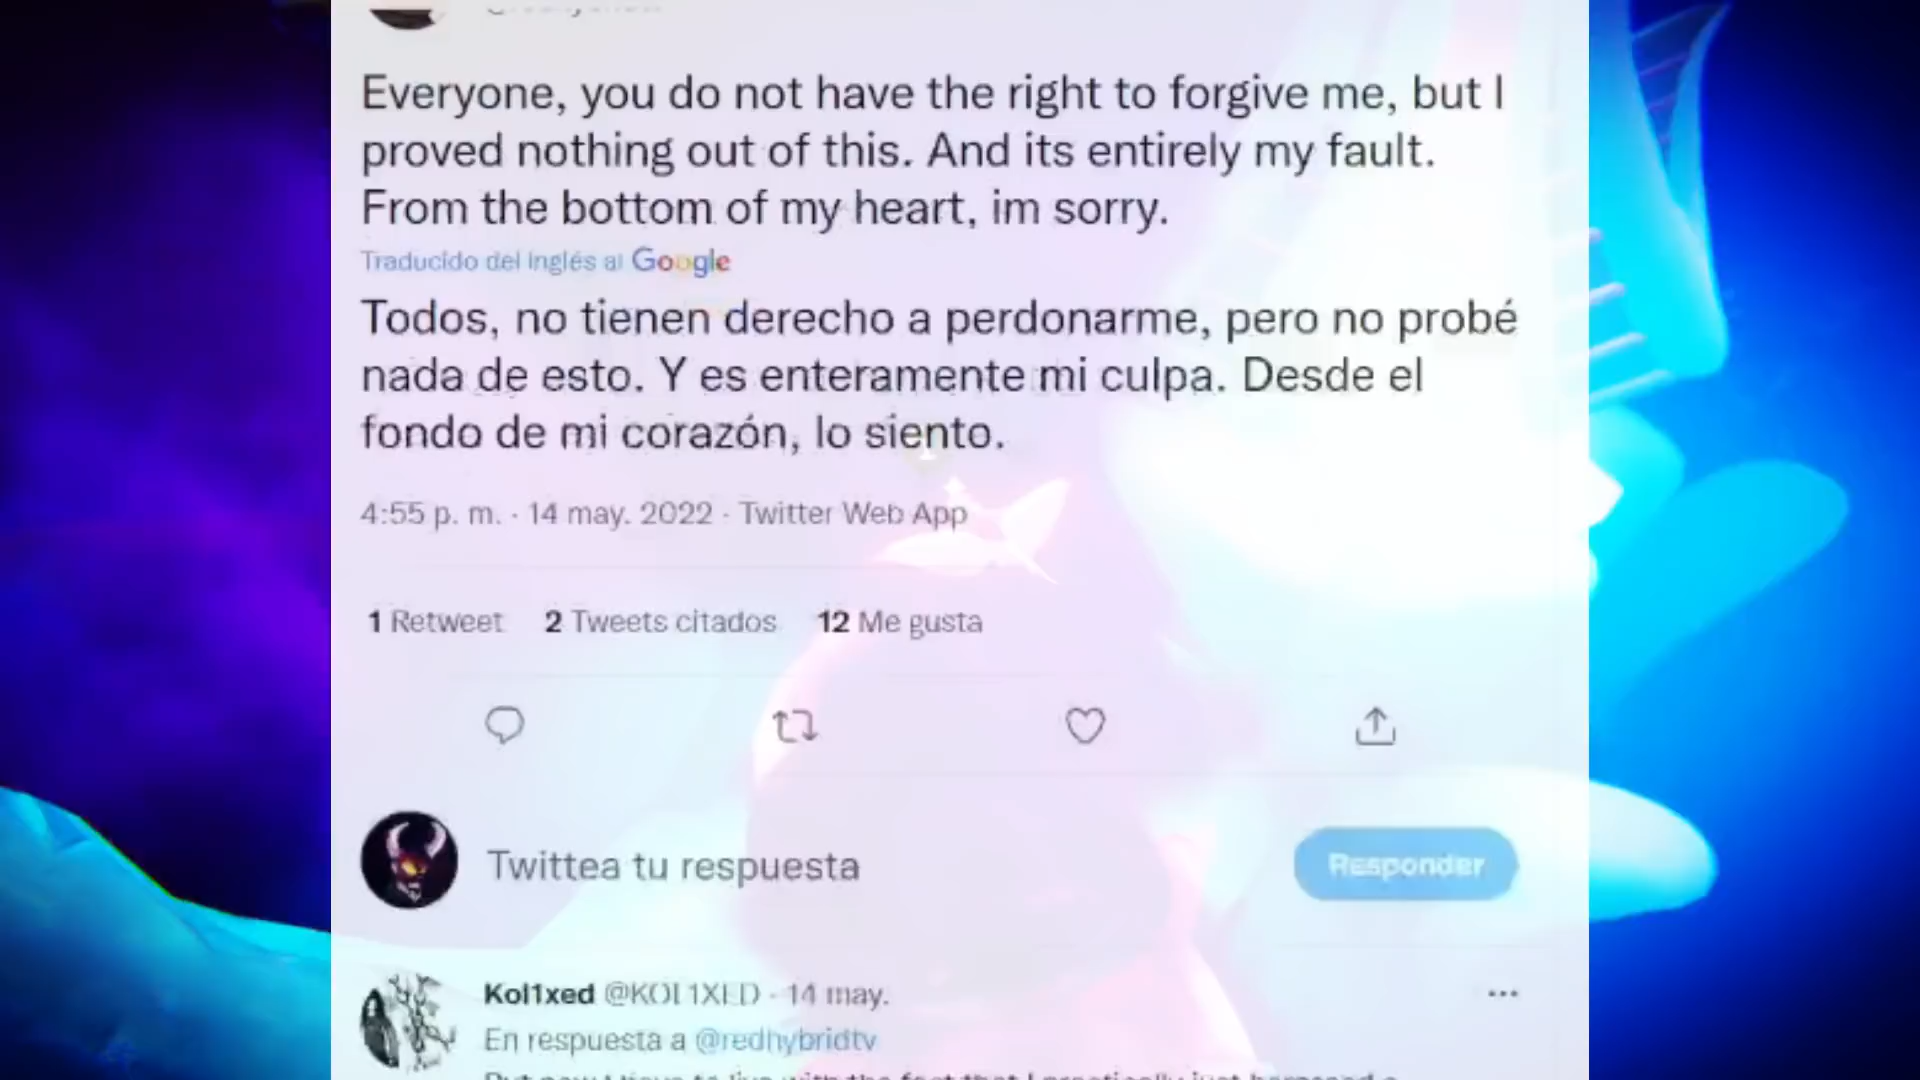 Everyone, you do not have the right to forgive me, but I
proved nothing out of this. And its entirely my fault.
From the bottom of my heart, im sorry.
Traducido del inglés al Google
Todos, no tienen derecho a perdonarme, pero no probé
nada de esto. Y es enteramente mi culpa. Desde el
fondo de mi corazón, lo siento.
4:55 p. m. · 14 may. 2022 · Twitter Web App
1 Retweet 2 Tweets citados 12 Me gusta
Twittea tu respuesta
Responder
Kol1xed @KOL1XED · 14 may.
En respuesta a @redhybridtv